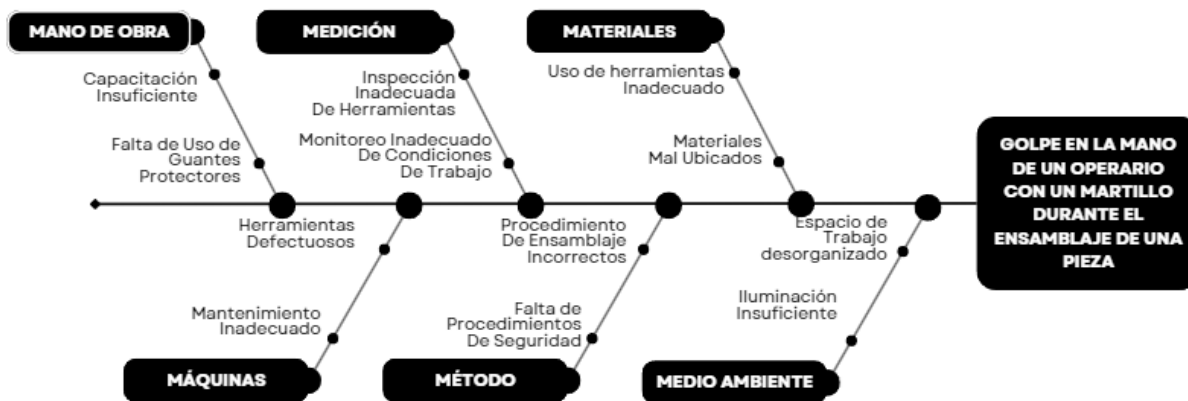 MANO DE OBRA
MEDICIÓN
MATERIALES
Capacitación
Insuficiente
Falta de Uso de
Guantes
Protectores
Inspección
Inadecuada
De Herramientas
Monitoreo Inadecuado
De Condiciones
De Trabajo
Uso de herramientas
Inadecuado
Materiales
Mal Ubicados
GOLPE EN LA MANO
DE UN OPERARIO
CON UN MARTILLO
DURANTE EL
ENSAMBLAJE DE UNA
PIEZA
Herramientas
Defectuosos
Mantenimiento
Inadecuado
Procedimiento
De Ensamblaje
Incorrectos
Falta de
Procedimientos
De Seguridad
Espacio de
Trabajo
desorganizado
Iluminación
Insuficiente
MÁQUINAS
MÉTODO
MEDIO AMBIENTE